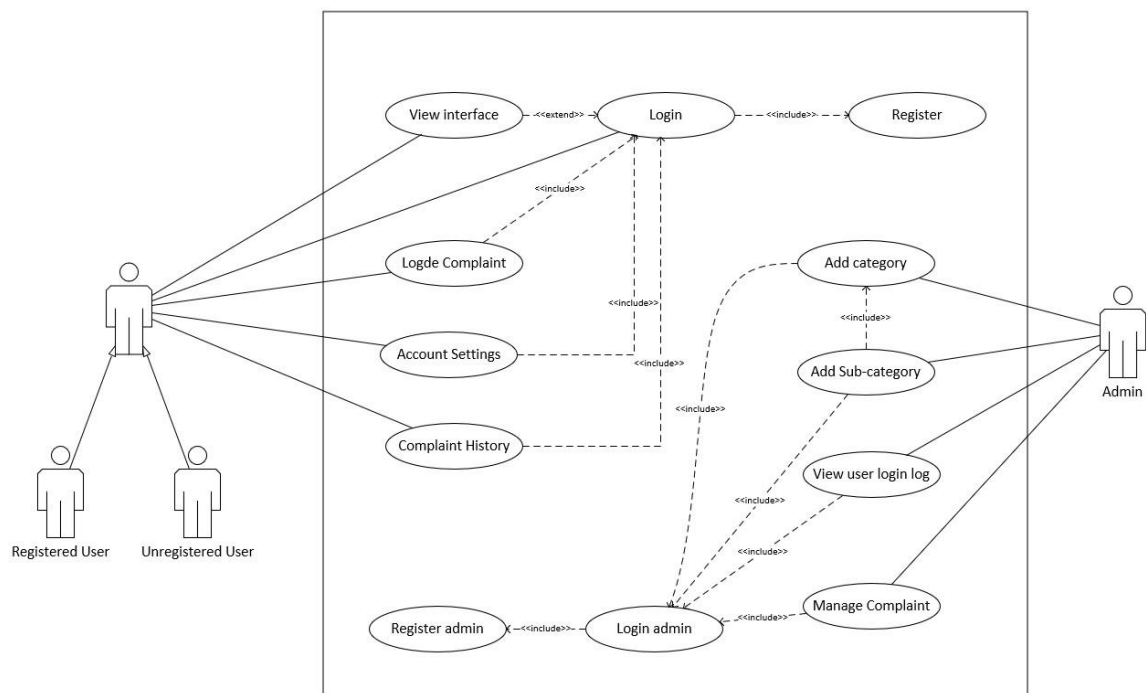 View interface
<<extend>>
Login
<<include>>
Register
<<include>>
Logde Complaint
Add category
<<include>>
<<include>>
Account Settings
<<include>>
Add Sub-category
Admin
<<include>>
Complaint History
View user login log
<<include>>
Registered User
Unregistered User
<<include>>
Manage Complaint
<<include>>
Register admin
<<include>>
Login admin